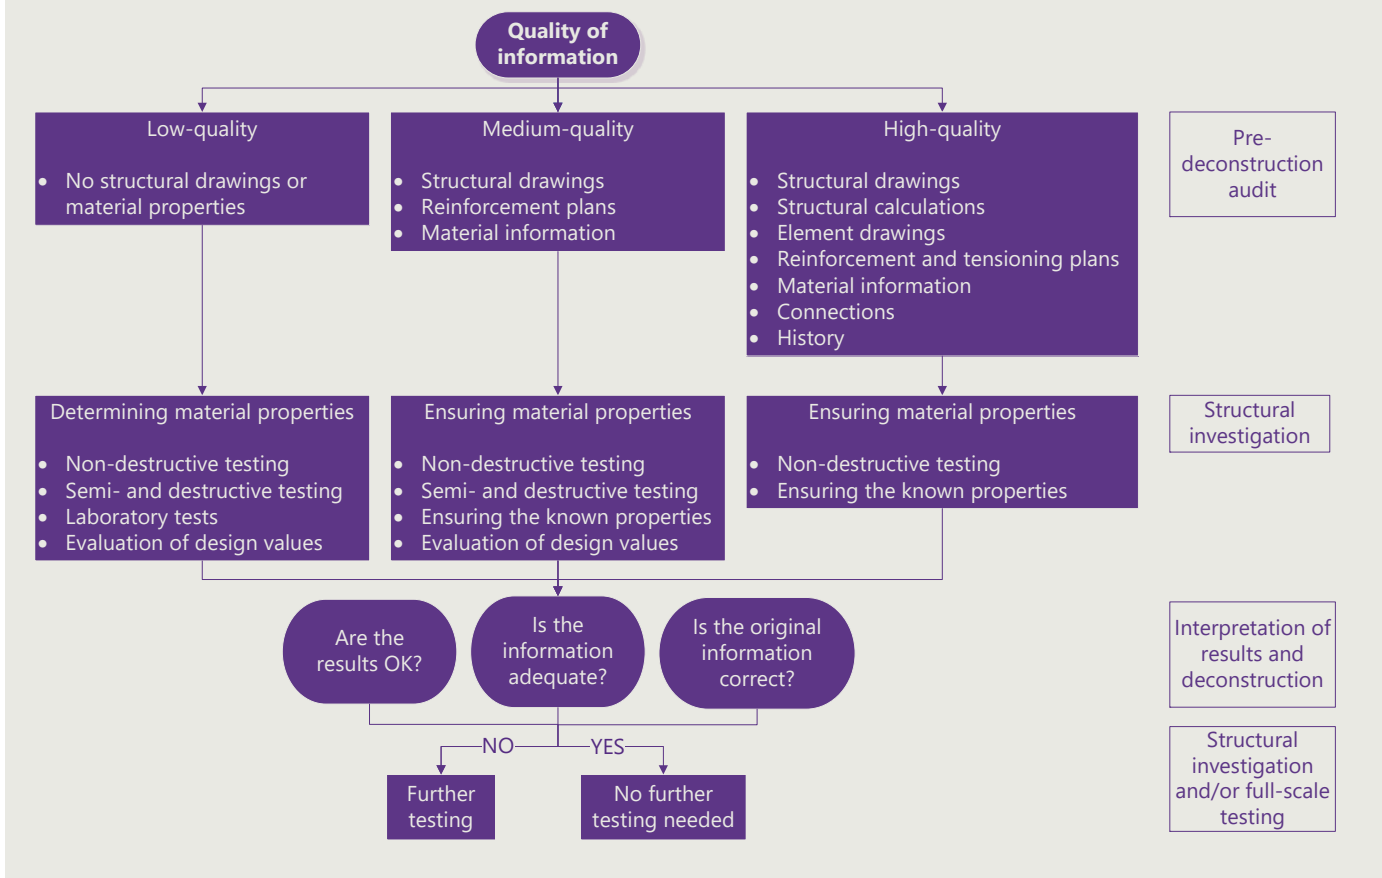 Quality of
information
Low-quality
• No structural drawings or
material properties
Medium-quality
• Structural drawings
• Reinforcement plans
• Material information
High-quality
• Structural drawings
• Structural calculations
• Element drawings
• Reinforcement and tensioning plans
• Material information
• Connections
• History
Pre-
deconstruction
audit
Determining material properties
• Non-destructive testing
• Semi- and destructive testing
• Laboratory tests
• Evaluation of design values
Ensuring material properties
• Non-destructive testing
• Semi- and destructive testing
• Ensuring the known properties
• Evaluation of design values
Ensuring material properties
• Non-destructive testing
• Ensuring the known properties
Structural
investigation
Are the
results OK?
Is the
information
adequate?
Is the original
information
correct?
Interpretation of
results and
deconstruction
NO
YES
Further
testing
No further
testing needed
Structural
investigation
and/or full-scale
testing